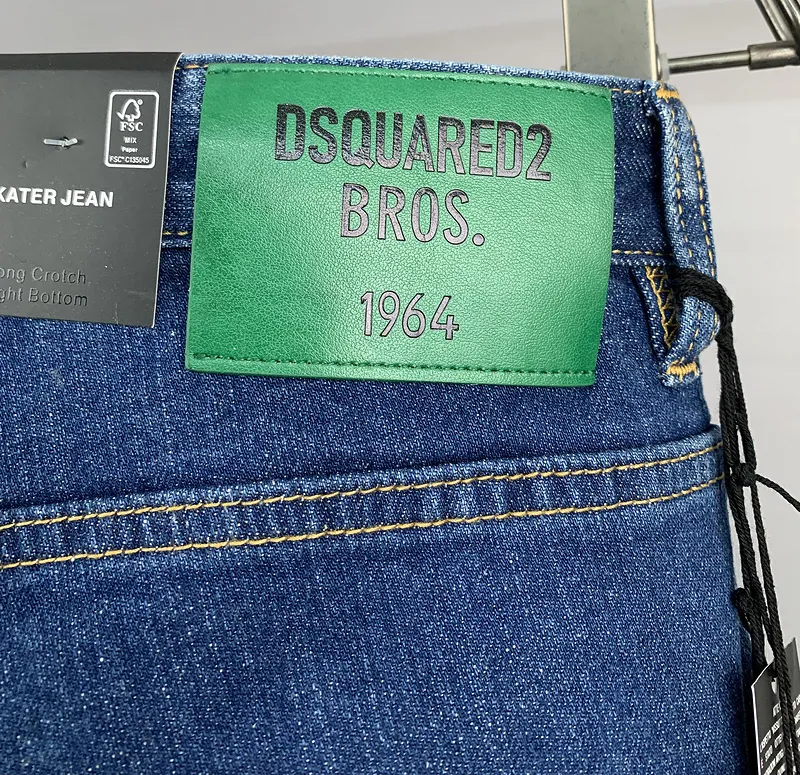 FSC
MIX
Paper
FSC® C135045
KATER JEAN
ong Crotch
ght Bottom
DSQUARED2
BROS.
1964